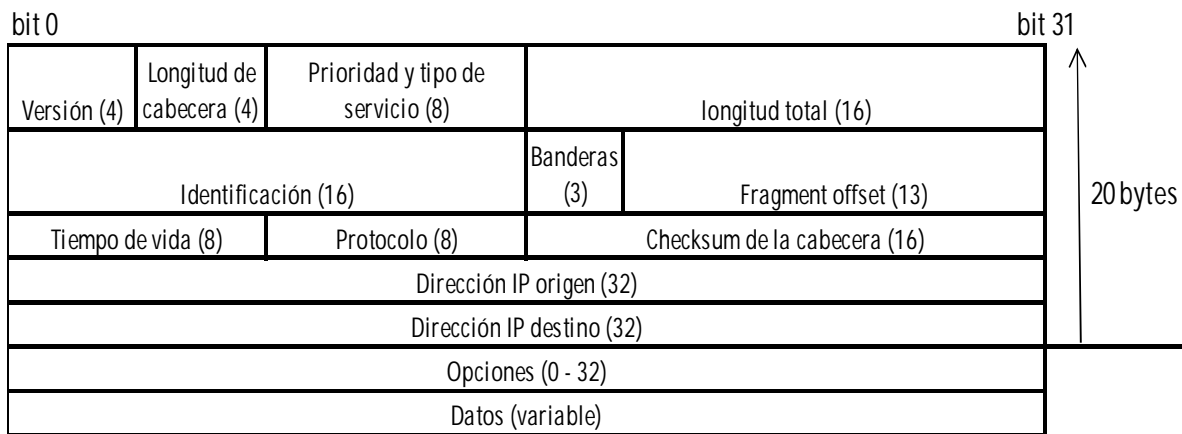 bit 0 bit 31
Versión (4) Longitud de cabecera (4) Prioridad y tipo de servicio (8) longitud total (16)
Identificación (16) Banderas (3) Fragment offset (13) 20 bytes
Tiempo de vida (8) Protocolo (8) Checksum de la cabecera (16)
Dirección IP origen (32)
Dirección IP destino (32)
Opciones (0 - 32)
Datos (variable)